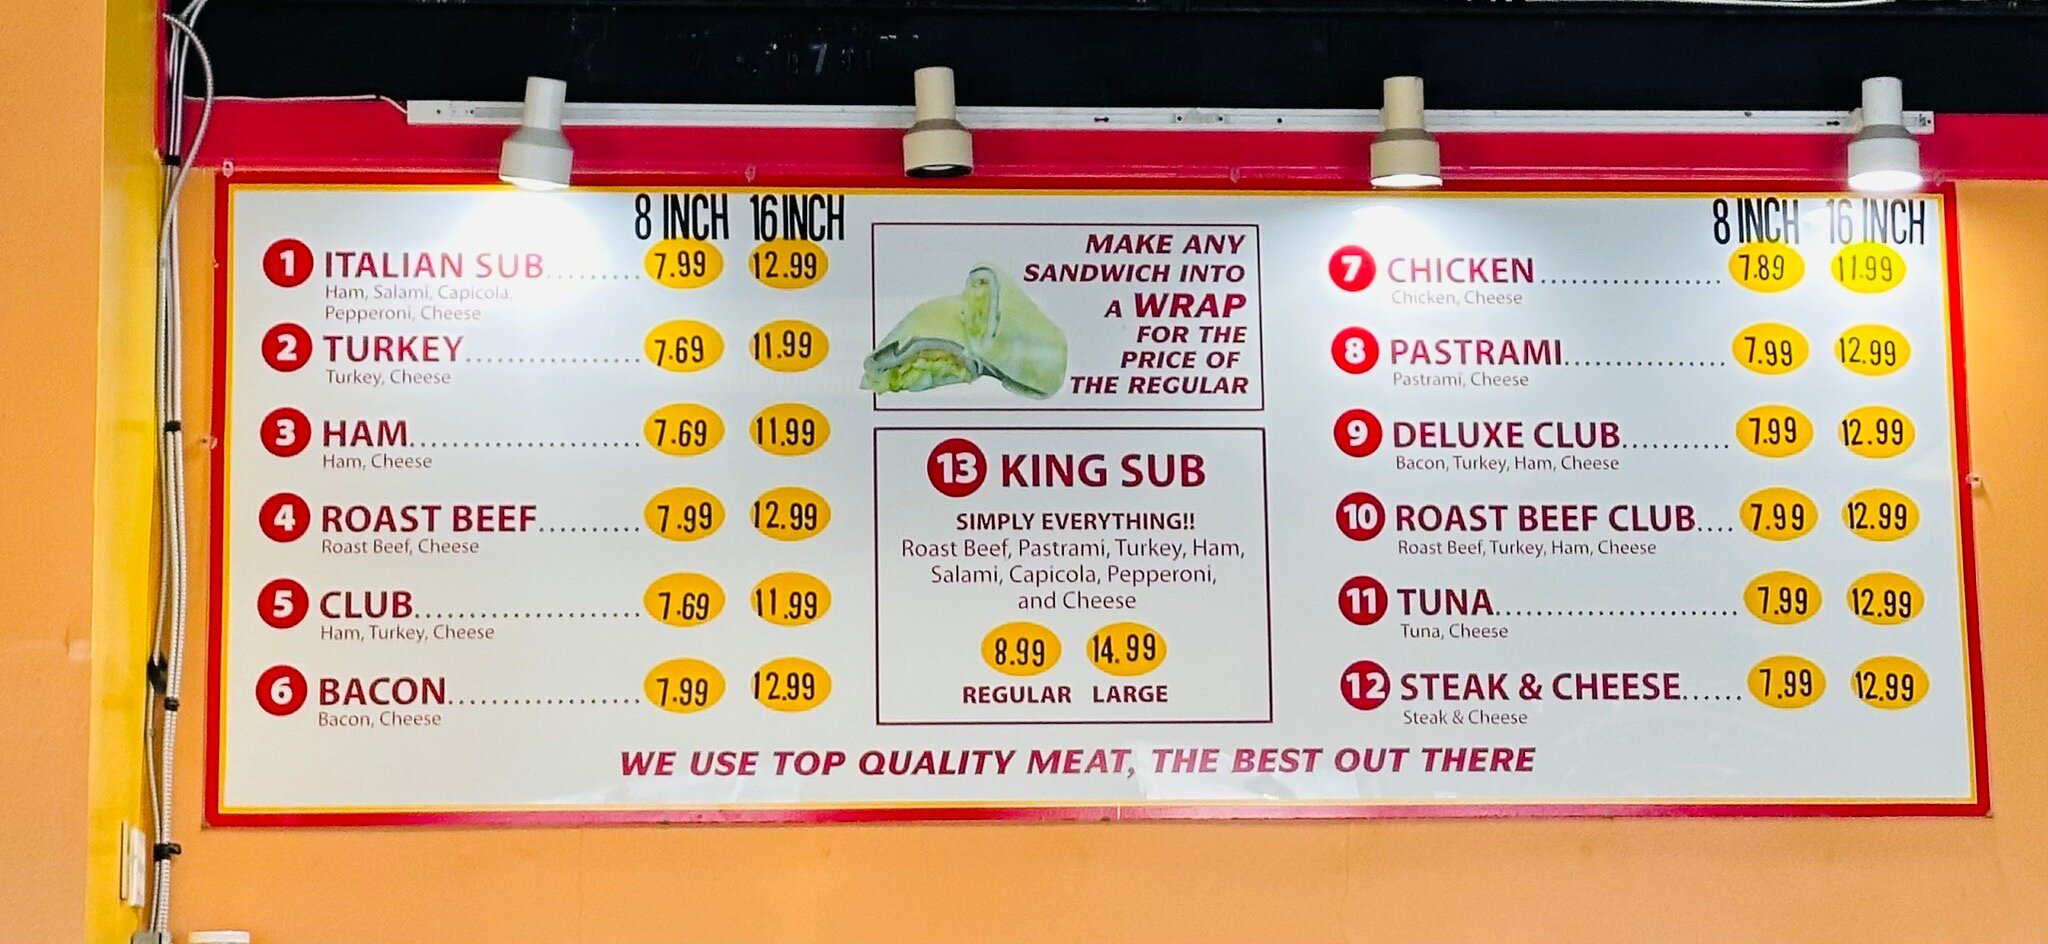 8 INCH 16 INCH
1 ITALIAN SUB........... 7.99 12.99
Ham, Salami, Capicola,
Pepperoni, Cheese
2 TURKEY...................... 7.69 11.99
Turkey, Cheese
3 HAM............................. 7.69 11.99
Ham, Cheese
4 ROAST BEEF............. 7.99 12.99
Roast Beef, Cheese
5 CLUB............................ 7.69 11.99
Ham, Turkey, Cheese
6 BACON........................ 7.99 12.99
Bacon, Cheese
MAKE ANY
SANDWICH INTO
A WRAP
FOR THE
PRICE OF
THE REGULAR
13 KING SUB
SIMPLY EVERYTHING!!
Roast Beef, Pastrami, Turkey, Ham,
Salami, Capicola, Pepperoni,
and Cheese
8.99 14.99
REGULAR LARGE
8 INCH 16 INCH
7 CHICKEN....................... 7.89 11.99
Chicken, Cheese
8 PASTRAMI.................... 7.99 12.99
Pastrami, Cheese
9 DELUXE CLUB............. 7.99 12.99
Bacon, Turkey, Ham, Cheese
10 ROAST BEEF CLUB.... 7.99 12.99
Roast Beef, Turkey, Ham, Cheese
11 TUNA............................. 7.99 12.99
Tuna, Cheese
12 STEAK & CHEESE...... 7.99 12.99
Steak & Cheese
WE USE TOP QUALITY MEAT, THE BEST OUT THERE